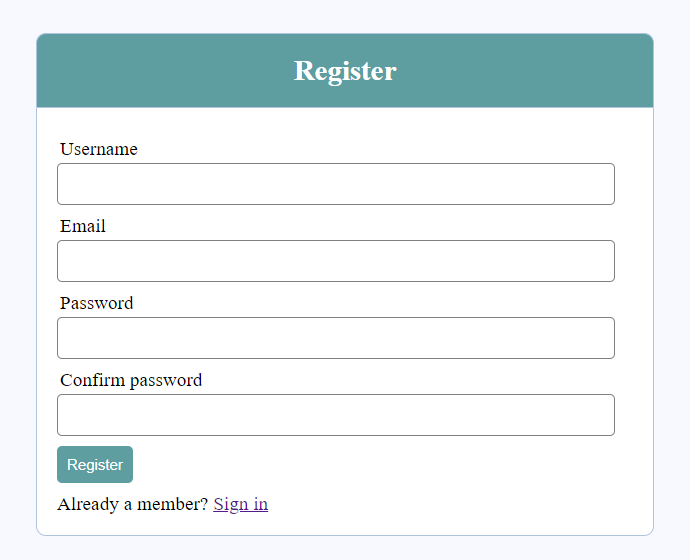 Register
Username
Email
Password
Confirm password
Register
Already a member? Sign in